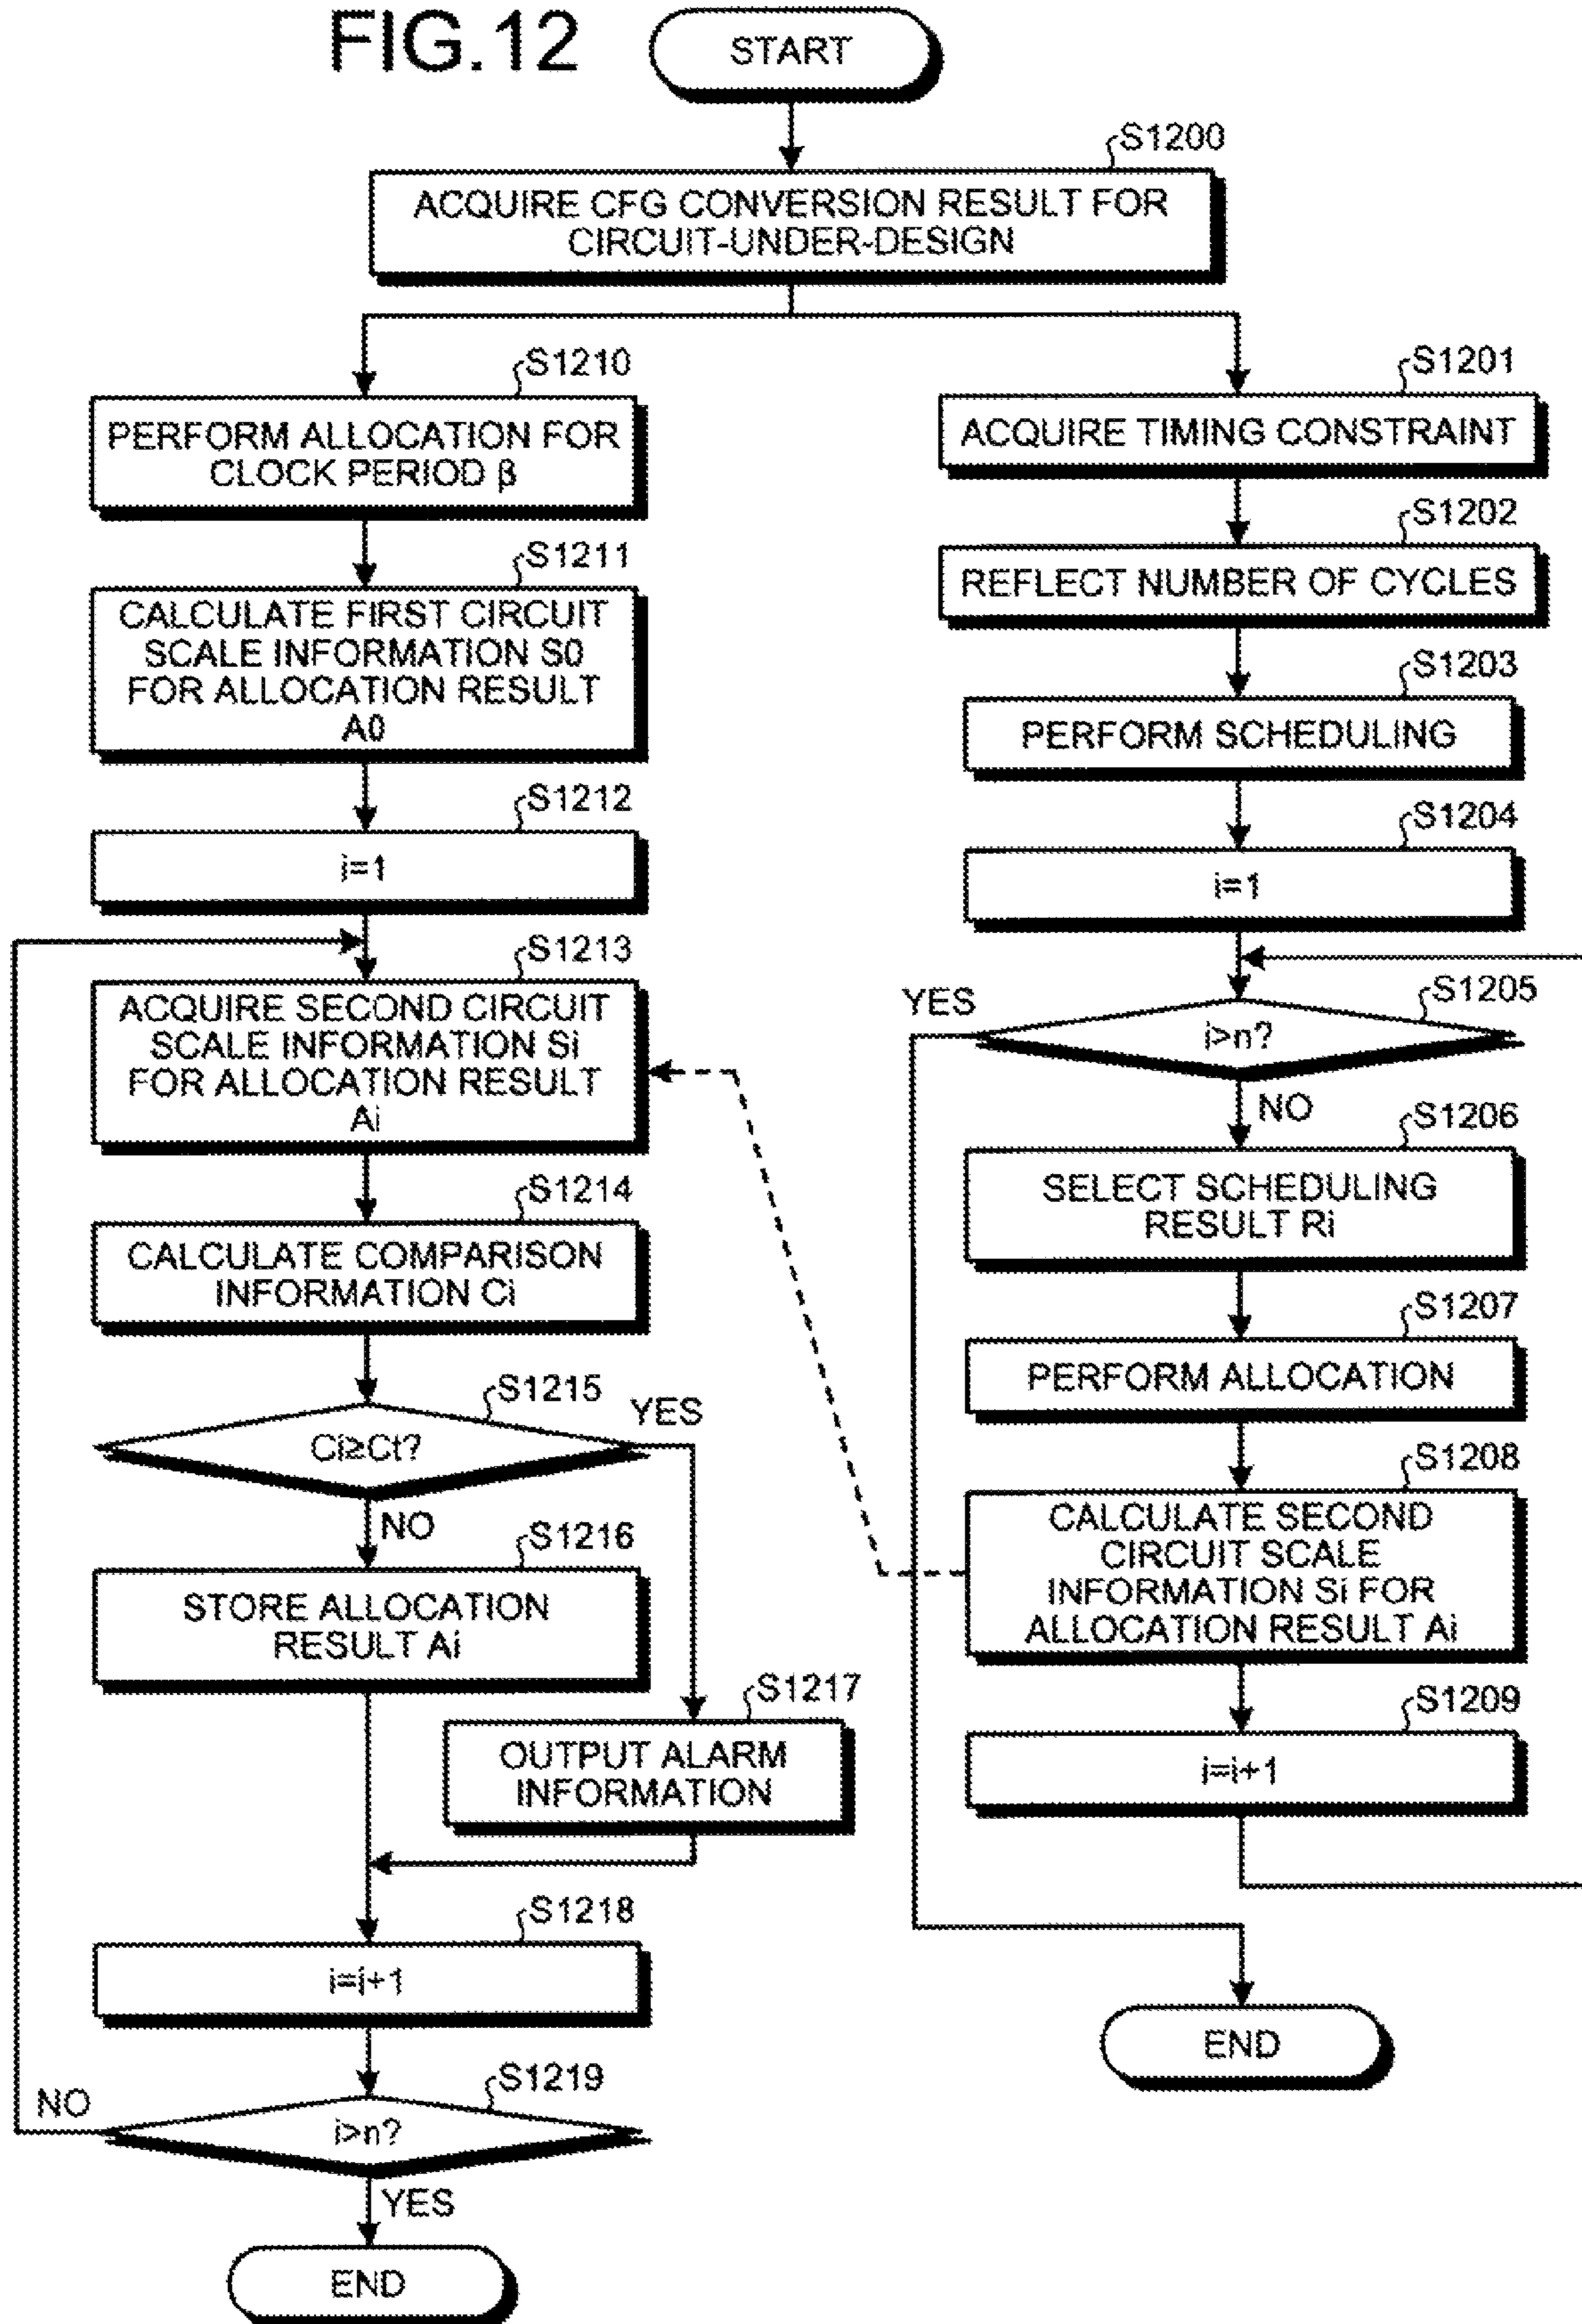 FIG.12
START
S1200
ACQUIRE CFG CONVERSION RESULT FOR
CIRCUIT-UNDER-DESIGN
S1210
PERFORM ALLOCATION FOR
CLOCK PERIOD β
S1211
CALCULATE FIRST CIRCUIT
SCALE INFORMATION S0
FOR ALLOCATION RESULT
A0
S1212
i=1
S1213
ACQUIRE SECOND CIRCUIT
SCALE INFORMATION Si
FOR ALLOCATION RESULT
Ai
S1214
CALCULATE COMPARISON
INFORMATION Ci
S1215
YES
Ci≥Ct?
NO
S1216
STORE ALLOCATION
RESULT Ai
S1217
OUTPUT ALARM
INFORMATION
S1218
i=i+1
S1219
NO
i>n?
YES
END
S1201
ACQUIRE TIMING CONSTRAINT
S1202
REFLECT NUMBER OF CYCLES
S1203
PERFORM SCHEDULING
S1204
i=1
S1205
YES
i>n?
NO
S1206
SELECT SCHEDULING
RESULT Ri
S1207
PERFORM ALLOCATION
S1208
CALCULATE SECOND
CIRCUIT SCALE
INFORMATION Si FOR
ALLOCATION RESULT Ai
S1209
i=i+1
END